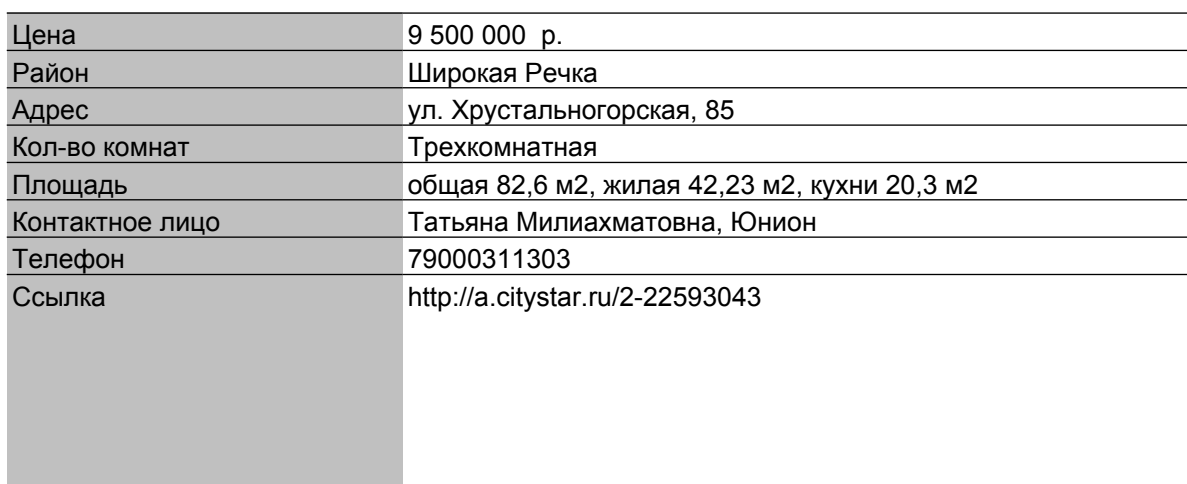 Цена 9 500 000 р.
Район Широкая Речка
Адрес ул. Хрустальногорская, 85
Кол-во комнат Трехкомнатная
Площадь общая 82,6 м2, жилая 42,23 м2, кухни 20,3 м2
Контактное лицо Татьяна Милиахматовна, Юнион
Телефон 79000311303
Ссылка http://a.citystar.ru/2-22593043